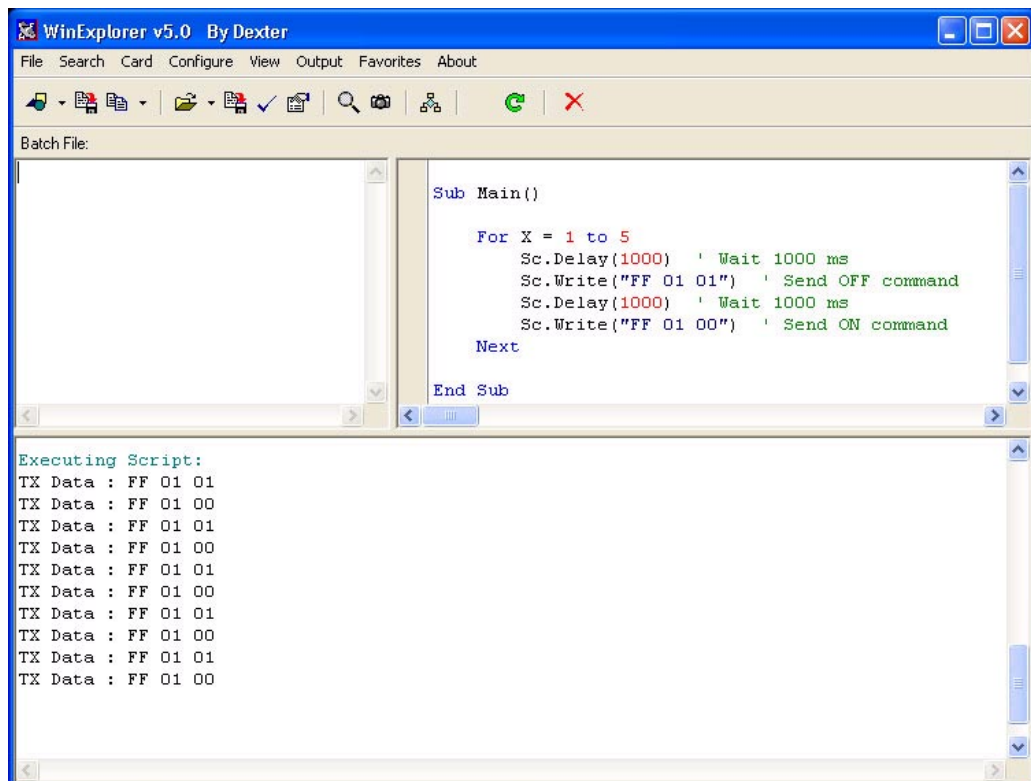 WinExplorer v5.0   By Dexter
File  Search  Card  Configure  View  Output  Favorites  About
Batch File:
Sub Main()
    For X = 1 to 5
        Sc.Delay(1000)  ' Wait 1000 ms
        Sc.Write("FF 01 01")  ' Send OFF command
        Sc.Delay(1000)  ' Wait 1000 ms
        Sc.Write("FF 01 00")  ' Send ON command
    Next
End Sub
Executing Script:
TX Data : FF 01 01
TX Data : FF 01 00
TX Data : FF 01 01
TX Data : FF 01 00
TX Data : FF 01 01
TX Data : FF 01 00
TX Data : FF 01 01
TX Data : FF 01 00
TX Data : FF 01 01
TX Data : FF 01 00